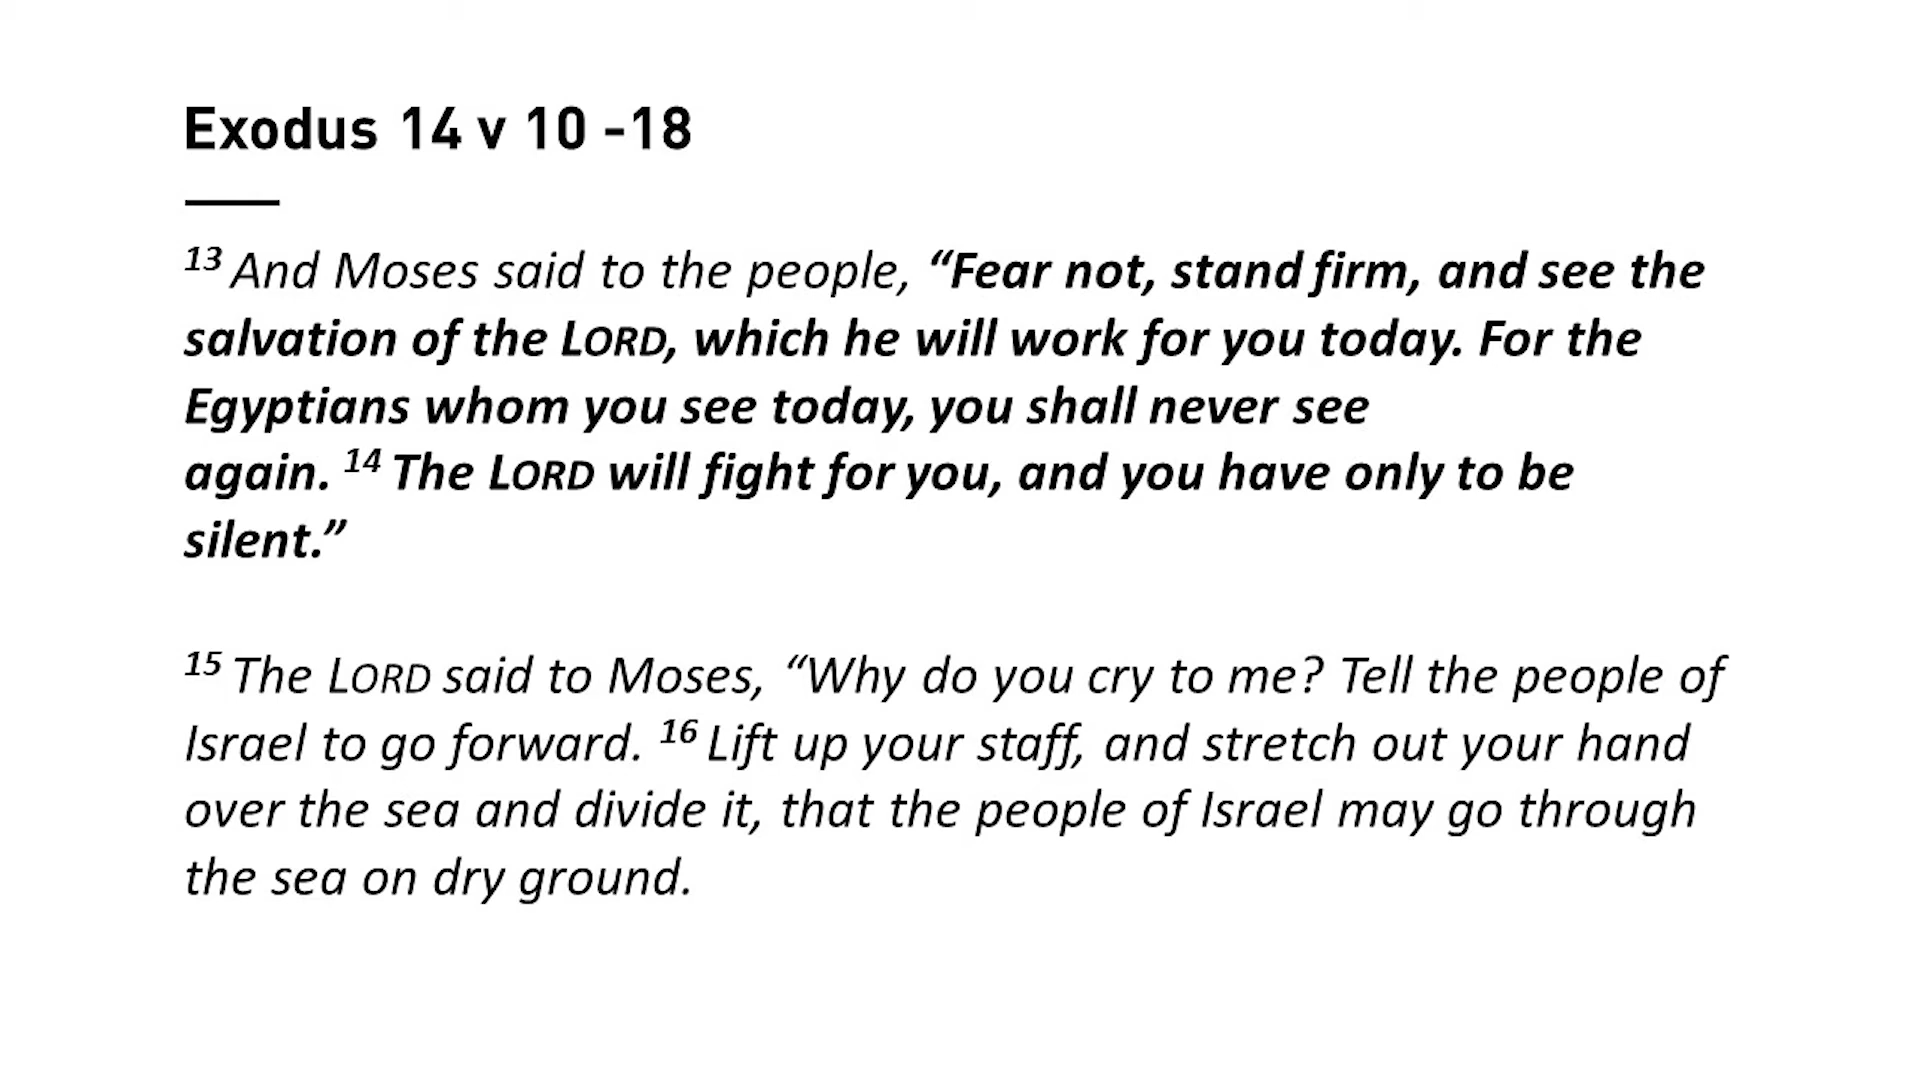 Exodus 14 v 10 -18
13 And Moses said to the people, “Fear not, stand firm, and see the
salvation of the LORD, which he will work for you today. For the
Egyptians whom you see today, you shall never see
again. 14 The LORD will fight for you, and you have only to be
silent.”
15 The LORD said to Moses, “Why do you cry to me? Tell the people of
Israel to go forward. 16 Lift up your staff, and stretch out your hand
over the sea and divide it, that the people of Israel may go through
the sea on dry ground.